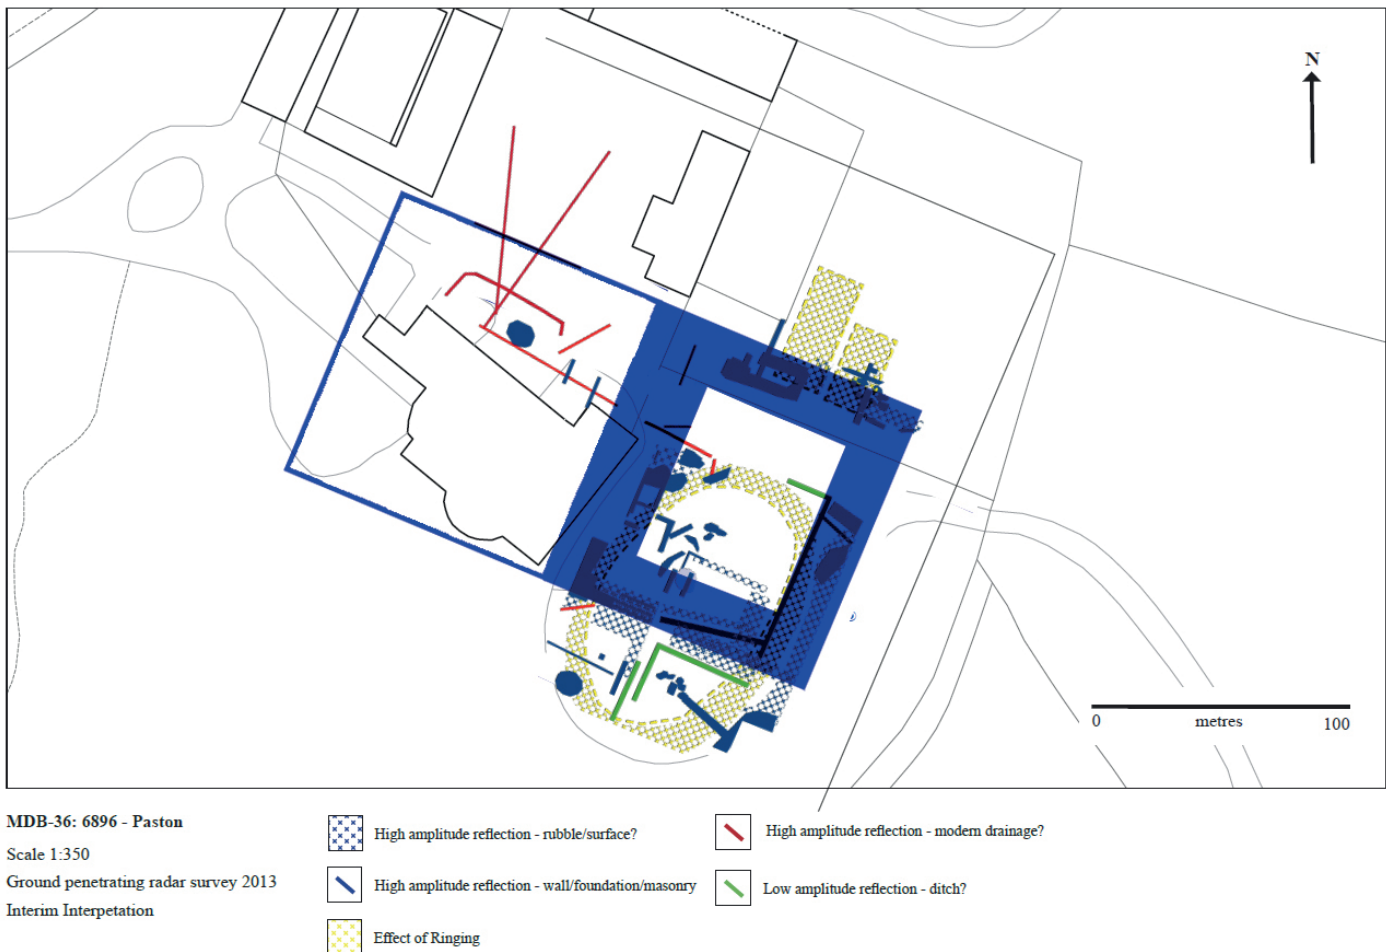 N
0 metres 100
MDB-36: 6896 - Paston
Scale 1:350
Ground penetrating radar survey 2013
Interim Interpetation
High amplitude reflection - rubble/surface?
High amplitude reflection - wall/foundation/masonry
Effect of Ringing
High amplitude reflection - modern drainage?
Low amplitude reflection - ditch?